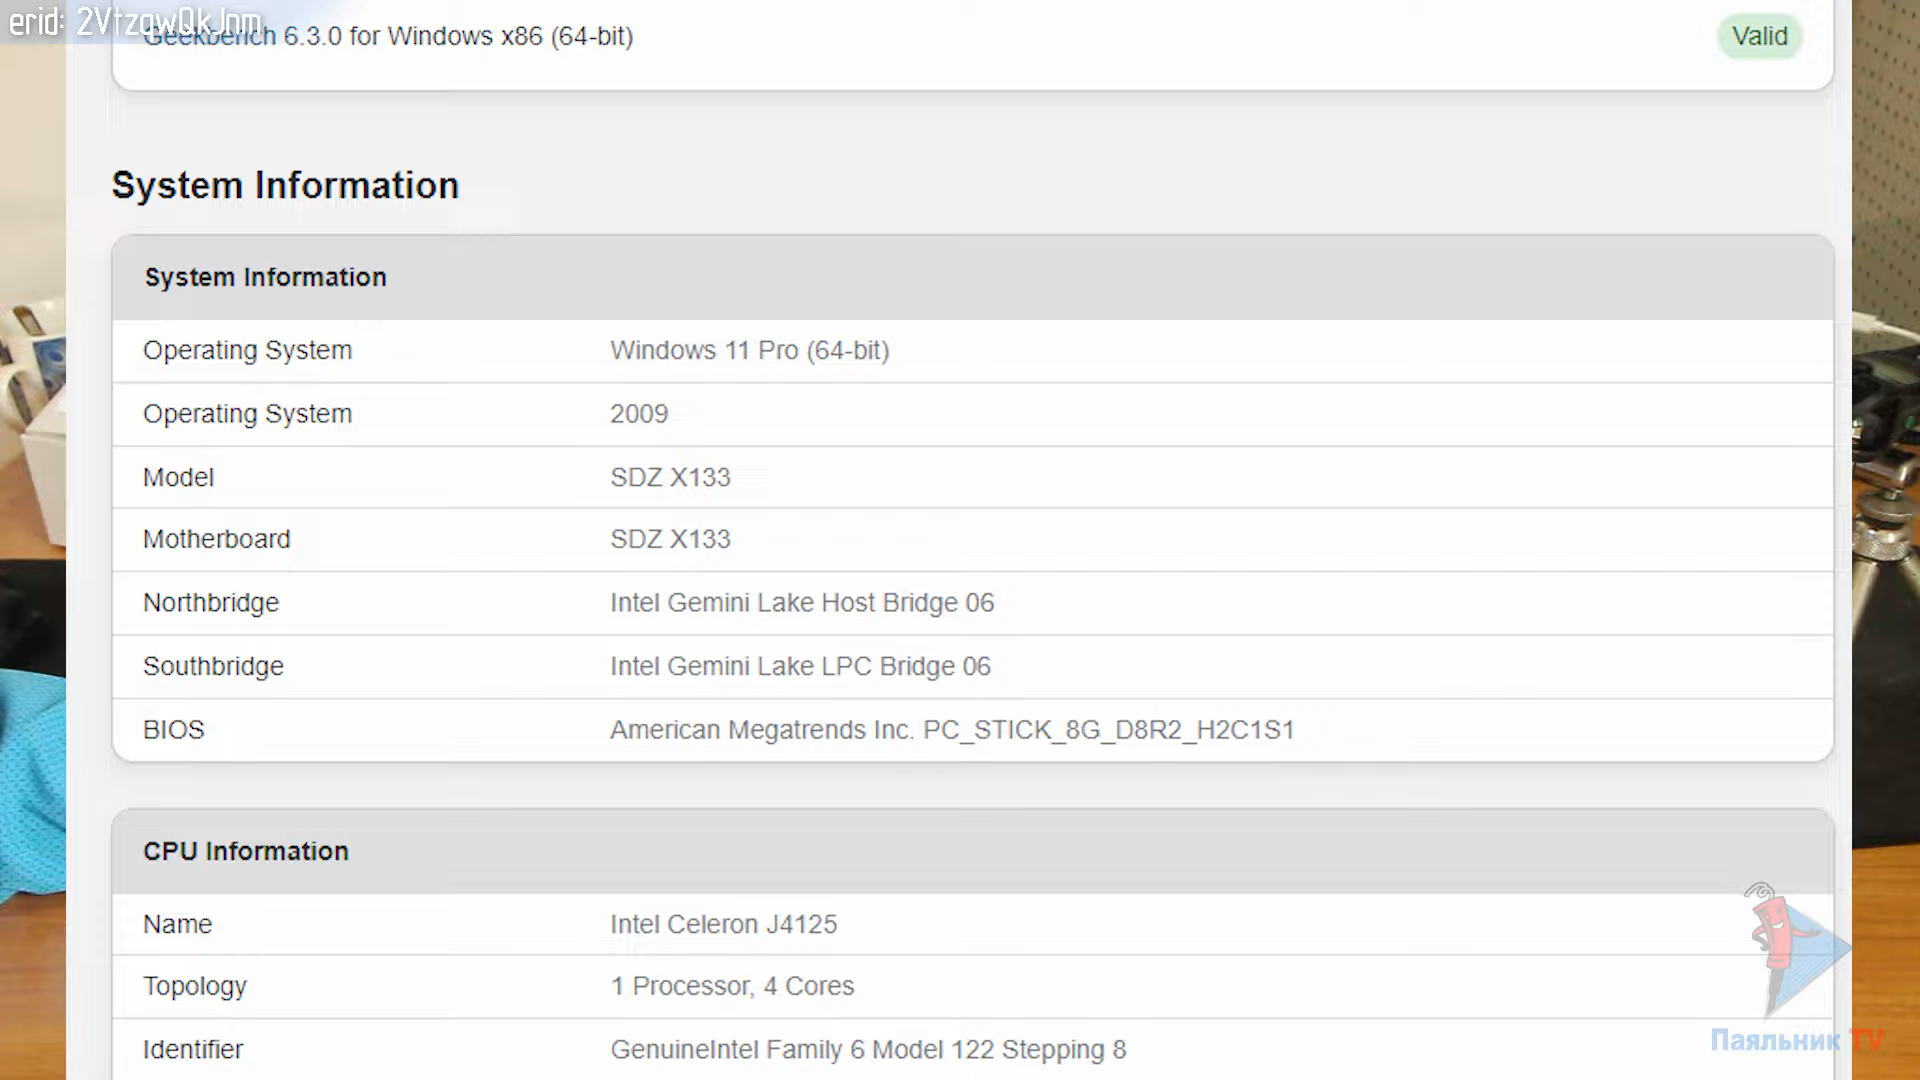 erid: 2VtzqwQkJnm
Geekbench 6.3.0 for Windows x86 (64-bit)
Valid
System Information
System Information
Operating System Windows 11 Pro (64-bit)
Operating System 2009
Model SDZ X133
Motherboard SDZ X133
Northbridge Intel Gemini Lake Host Bridge 06
Southbridge Intel Gemini Lake LPC Bridge 06
BIOS American Megatrends Inc. PC_STICK_8G_D8R2_H2C1S1
CPU Information
Name Intel Celeron J4125
Topology 1 Processor, 4 Cores
Identifier GenuineIntel Family 6 Model 122 Stepping 8
Паяльник TV